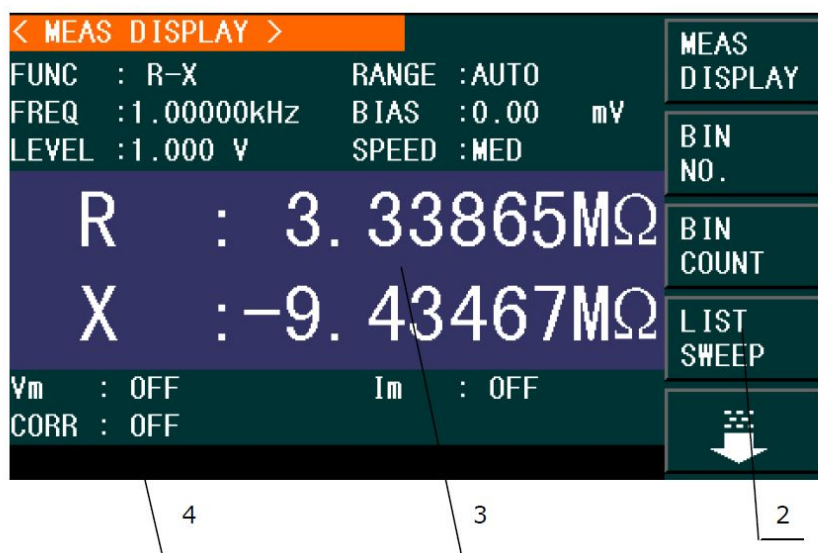 < MEAS DISPLAY >
FUNC : R-X RANGE :AUTO
FREQ :1.00000kHz BIAS :0.00 mV
LEVEL :1.000 V SPEED :MED
R : 3.33865MΩ
X :-9.43467MΩ
Vm : OFF Im : OFF
CORR : OFF
MEAS
DISPLAY
BIN
NO.
BIN
COUNT
LIST
SWEEP
4 3 2